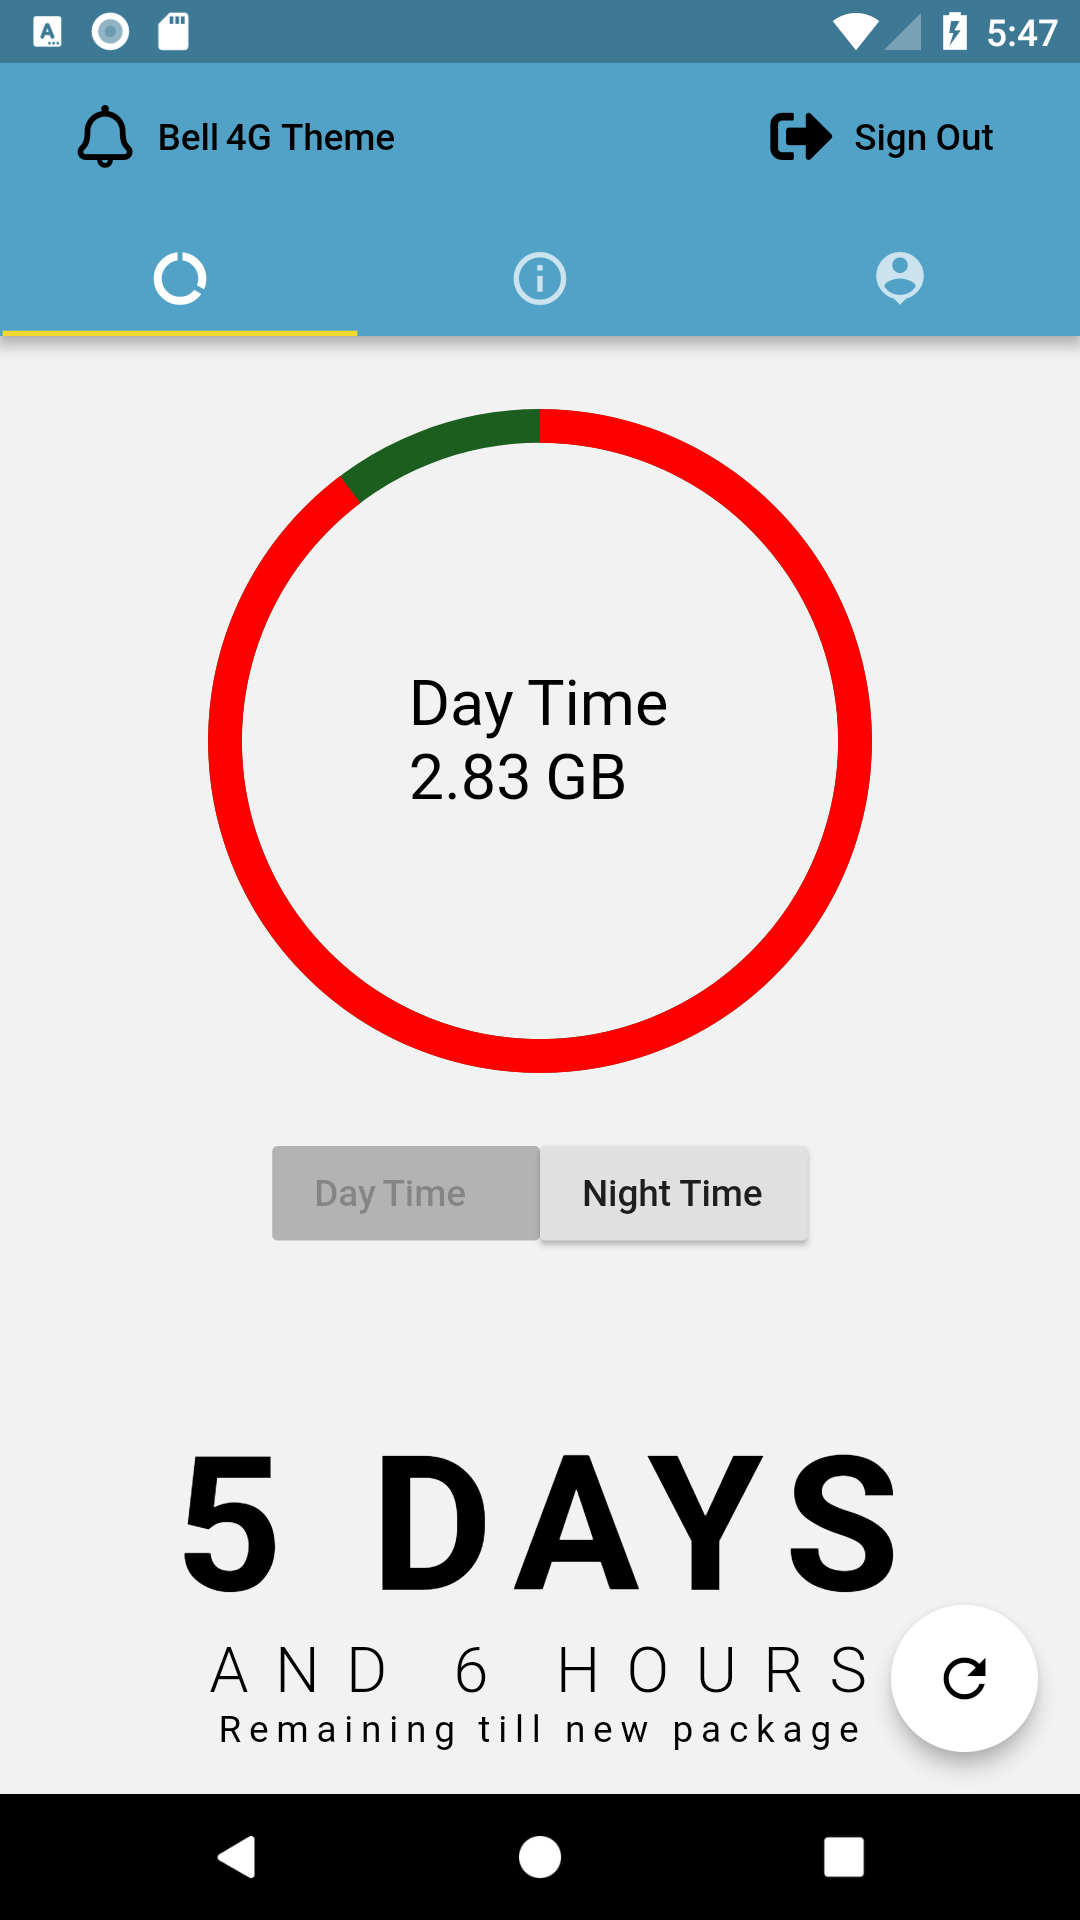 5:47
Bell 4G Theme
Sign Out
Day Time
2.83 GB
Day Time
Night Time
5 DAYS
AND 6 HOURS
Remaining till new package